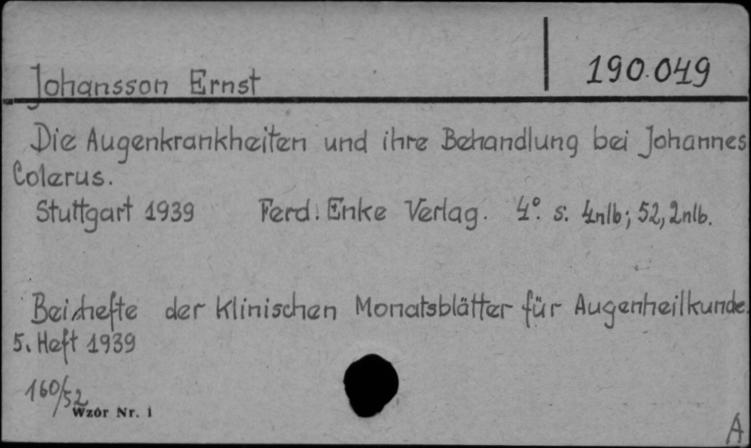 Johansson Ernst 190.049
Die Augenkrankheiten und ihre Behandlung bei Johannes
Colerus.
Stuttgart 1939 Ferd. Enke Verlag. 4°. s. 4nlb; 52, 2nlb.
Beihefte der Klinischen Monatsblätter für Augenheilkunde.
5. Heft 1939
160/52
Wzór Nr. 1
A